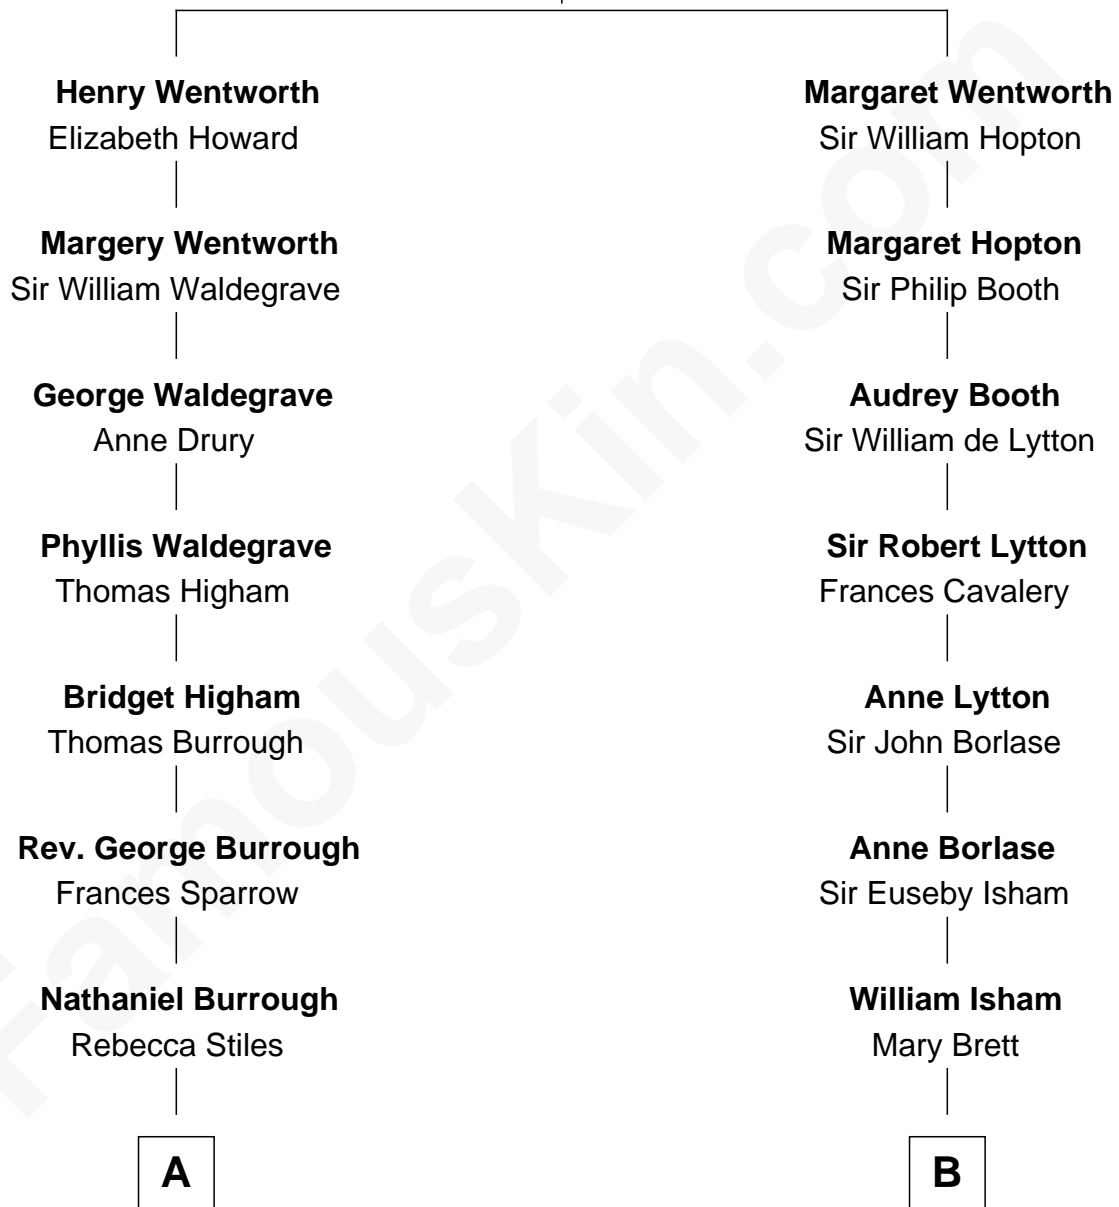 Henry Wentworth
Elizabeth Howard
Margery Wentworth
Sir William Waldegrave
George Waldegrave
Anne Drury
Phyllis Waldegrave
Thomas Higham
Bridget Higham
Thomas Burrough
Rev. George Burrough
Frances Sparrow
Nathaniel Burrough
Rebecca Stiles
A
Margaret Wentworth
Sir William Hopton
Margaret Hopton
Sir Philip Booth
Audrey Booth
Sir William de Lytton
Sir Robert Lytton
Frances Cavalery
Anne Lytton
Sir John Borlase
Anne Borlase
Sir Euseby Isham
William Isham
Mary Brett
B
FamousKin.com